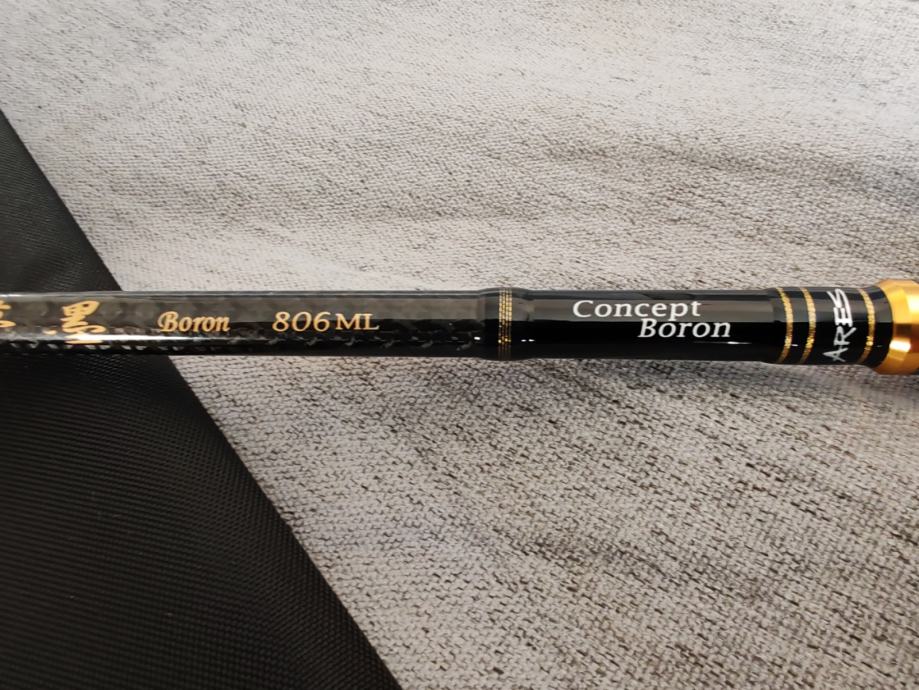 Boron 806ML
Concept
Boron
ARES